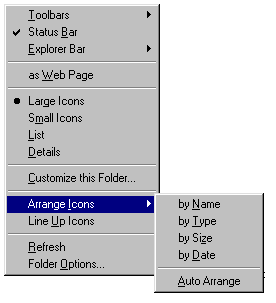 Toolbars
Status Bar
Explorer Bar
as Web Page
Large Icons
Small Icons
List
Details
Customize this Folder...
Arrange Icons
Line Up Icons
Refresh
Folder Options...
by Name
by Type
by Size
by Date
Auto Arrange